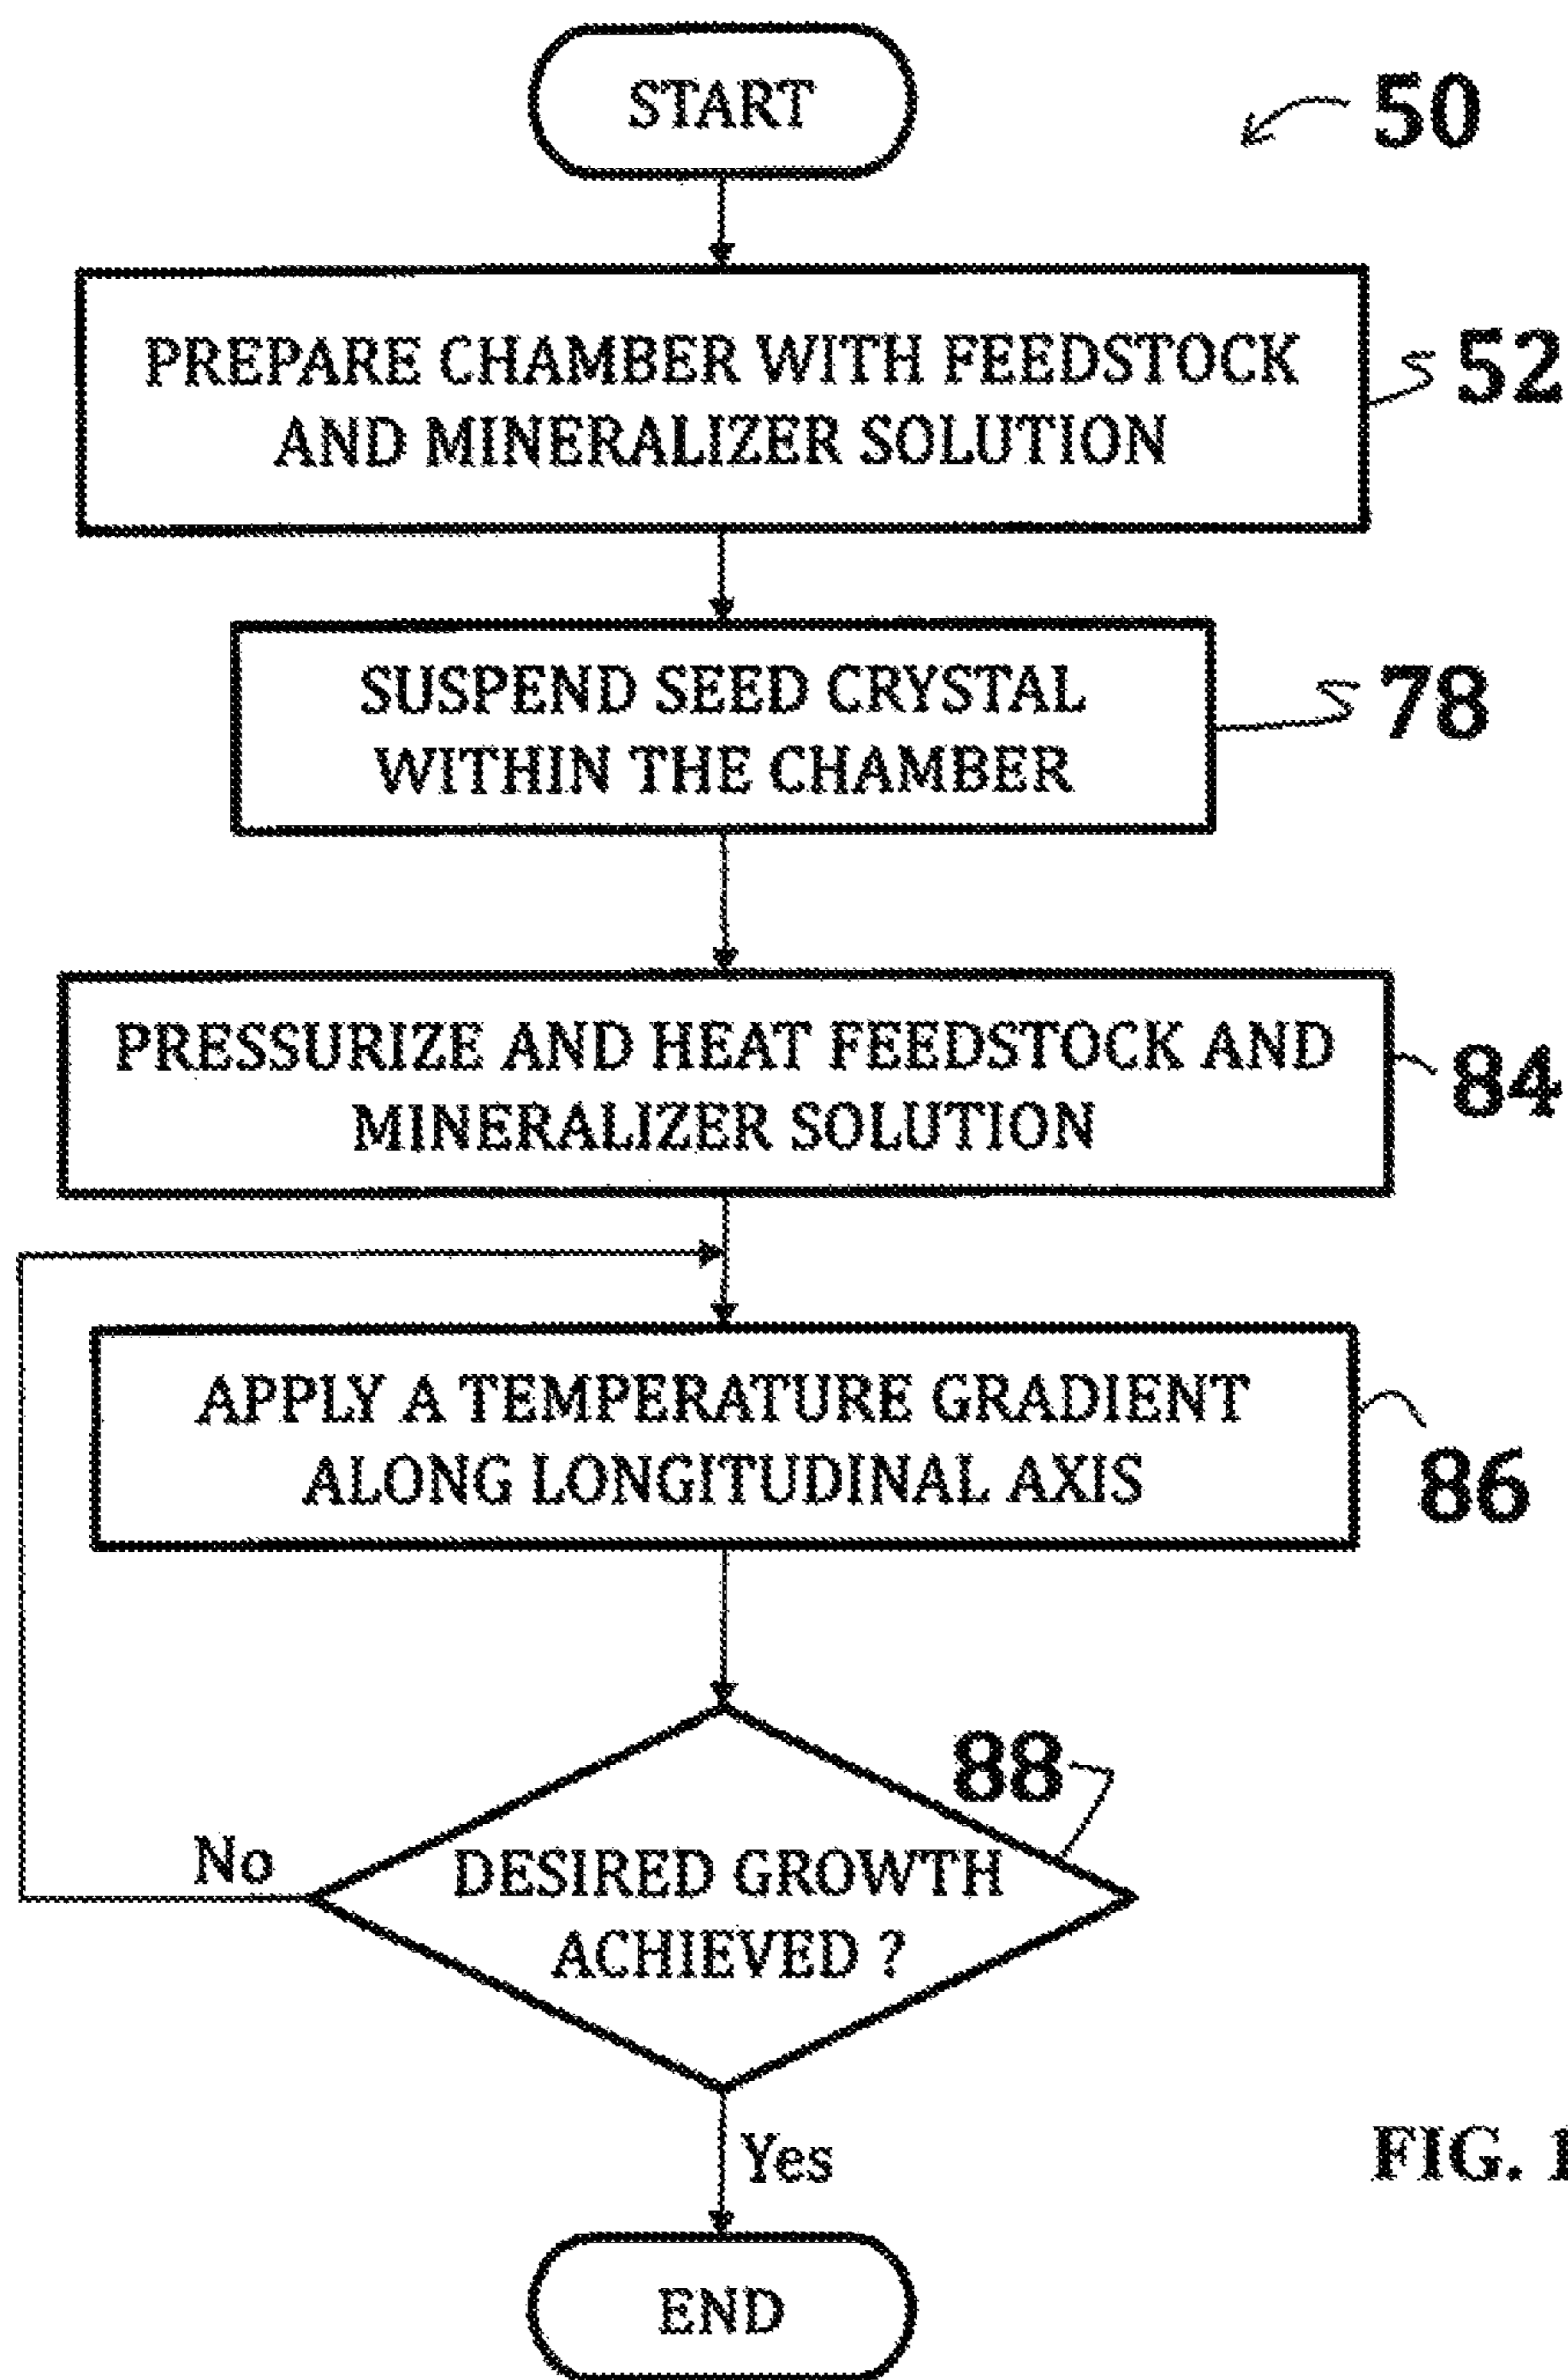 START
50
PREPARE CHAMBER WITH FEEDSTOCK
AND MINERALIZER SOLUTION
52
SUSPEND SEED CRYSTAL
WITHIN THE CHAMBER
78
PRESSURIZE AND HEAT FEEDSTOCK AND
MINERALIZER SOLUTION
84
APPLY A TEMPERATURE GRADIENT
ALONG LONGITUDINAL AXIS
86
88
No
DESIRED GROWTH
ACHIEVED ?
Yes
FIG. 1
END